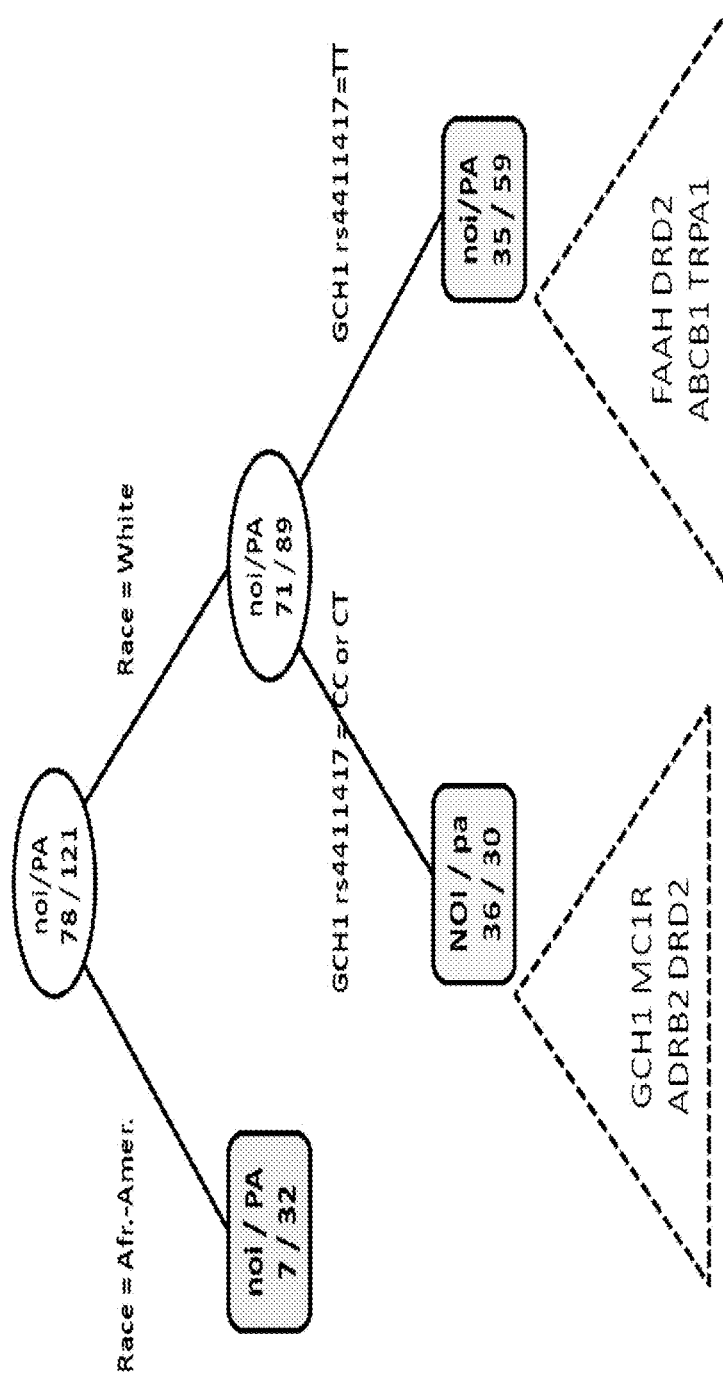 noi/PA
78 / 121
Race = Afr.-Amer.
Race = White
noi / PA
7 / 32
noi/PA
71 / 89
GCH1 rs4411417 = CC or CT
GCH1 rs4411417=TT
NOI / pa
36 / 30
noi/PA
35 / 59
GCH1 MC1R
ADRB2 DRD2
FAAH DRD2
ABCB1 TRPA1